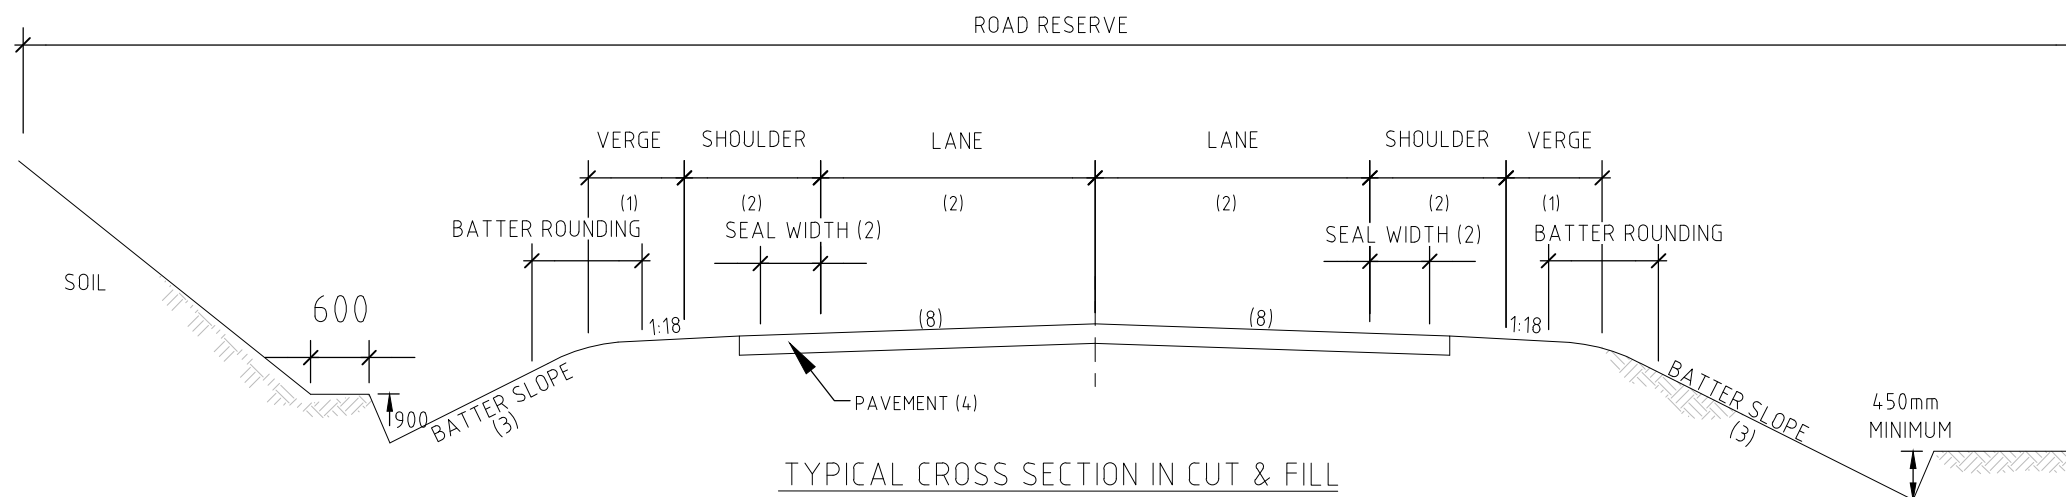 ROAD RESERVE
VERGE SHOULDER LANE LANE SHOULDER VERGE
(1) (2) (2) (2) (2) (1)
BATTER ROUNDING SEAL WIDTH (2) SEAL WIDTH (2) BATTER ROUNDING
SOIL
600
1:18 (8) (8) 1:18
BATTER SLOPE
(3)
900
PAVEMENT (4)
BATTER SLOPE
(3)
450mm
MINIMUM
TYPICAL CROSS SECTION IN CUT & FILL